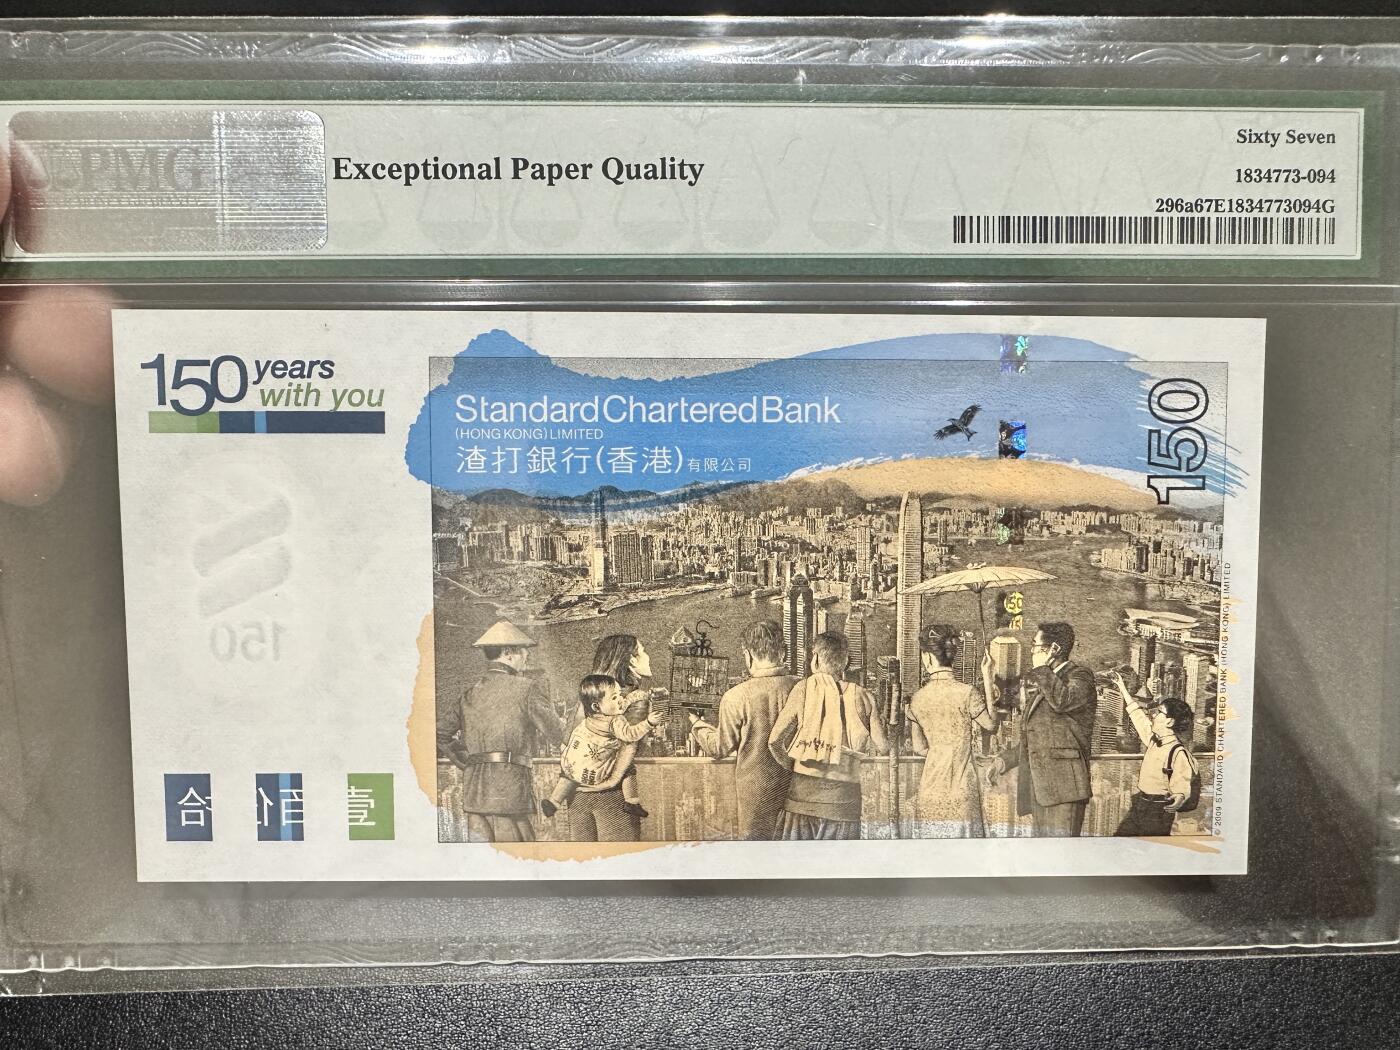 PMG
Exceptional Paper Quality
Sixty Seven
1834773-094
296a67E1834773094G
150 years
with you
Standard Chartered Bank
(HONG KONG) LIMITED
渣打銀行(香港)有限公司
150
150
150
© 2009 STANDARD CHARTERED BANK (HONG KONG) LIMITED